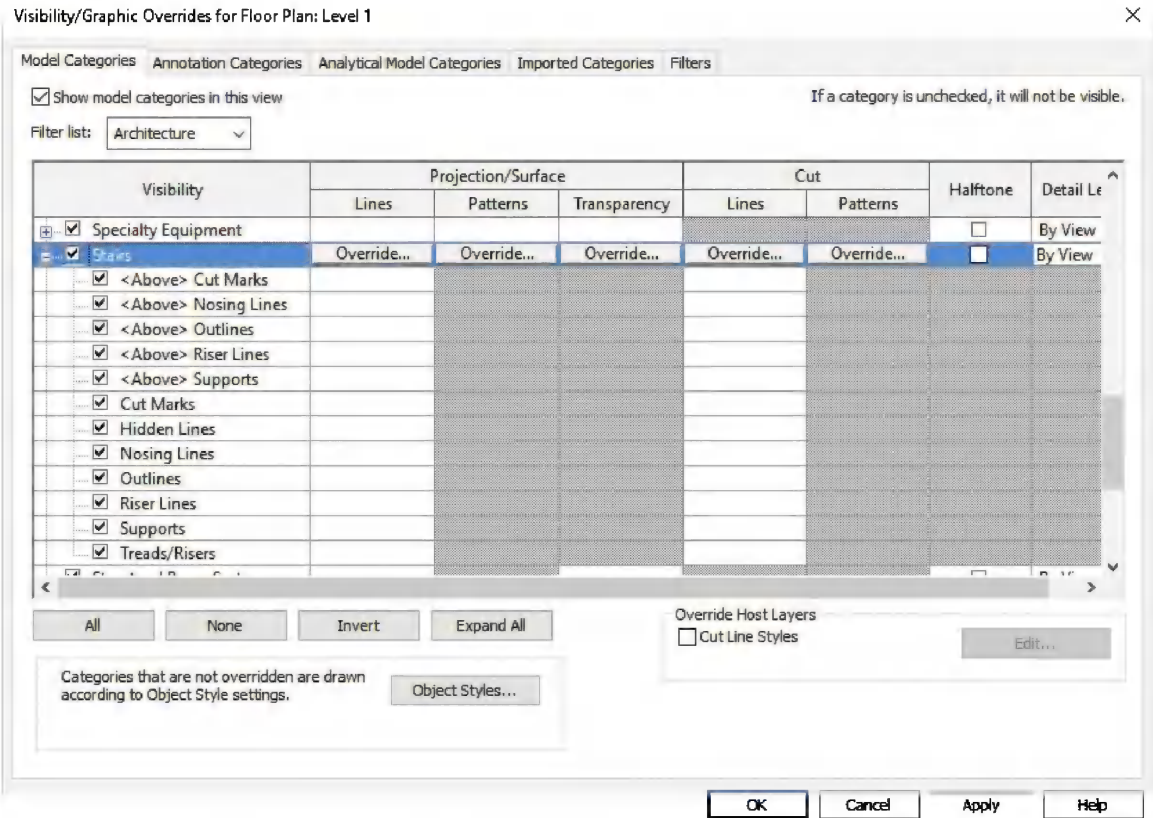 Visibility/Graphic Overrides for Floor Plan: Level 1
Model Categories Annotation Categories Analytical Model Categories Imported Categories Filters
Show model categories in this view If a category is unchecked, it will not be visible.
Filter list: Architecture
Visibility Projection/Surface Cut Halftone Detail Le
Lines Patterns Transparency Lines Patterns
Specialty Equipment By View
Stairs Override... Override... Override... Override... Override... By View
<Above> Cut Marks
<Above> Nosing Lines
<Above> Outlines
<Above> Riser Lines
<Above> Supports
Cut Marks
Hidden Lines
Nosing Lines
Outlines
Riser Lines
Supports
Treads/Risers
All None Invert Expand All
Override Host Layers
Cut Line Styles Edit...
Categories that are not overridden are drawn
according to Object Style settings. Object Styles...
OK Cancel Apply Help